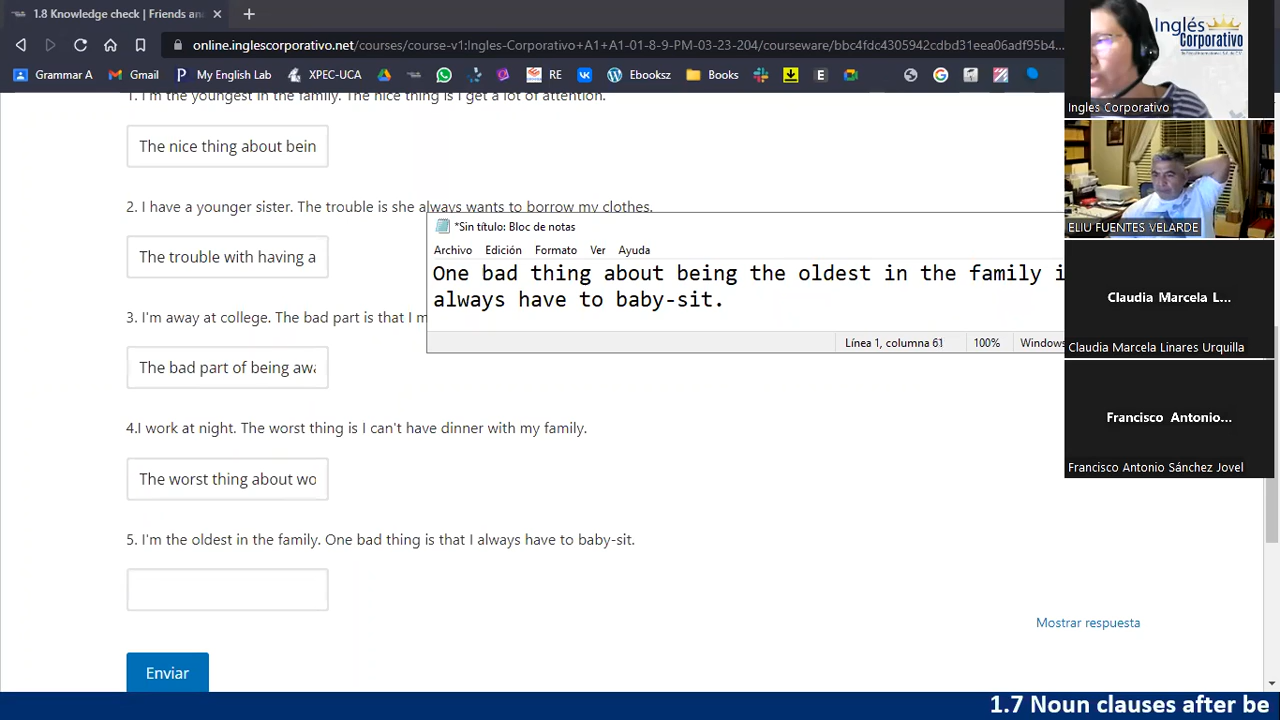 1.8 Knowledge check | Friends an
online.inglescorporativo.net/courses/course-v1:Ingles-Corporativo+A1+A1-01-8-9-PM-03-23-204/courseware/bbc4fdc4305942cdbd31eea06adf95b4...
Grammar A
Gmail
My English Lab
XPEC-UCA
RE
Ebooksz
Books
1. I'm the youngest in the family. The nice thing is I get a lot of attention.
The nice thing about bein
2. I have a younger sister. The trouble is she always wants to borrow my clothes.
The trouble with having a
3. I'm away at college. The bad part is that I m
The bad part of being awa
4.I work at night. The worst thing is I can't have dinner with my family.
The worst thing about wo
5. I'm the oldest in the family. One bad thing is that I always have to baby-sit.
Mostrar respuesta
Enviar
*Sin título: Bloc de notas
Archivo Edición Formato Ver Ayuda
One bad thing about being the oldest in the family i
always have to baby-sit.
Línea 1, columna 61 100% Windows
Inglés
Corporativo
Ingles Corporativo
ELIU FUENTES VELARDE
Claudia Marcela L...
Claudia Marcela Linares Urquilla
Francisco Antonio...
Francisco Antonio Sánchez Jovel
1.7 Noun clauses after be